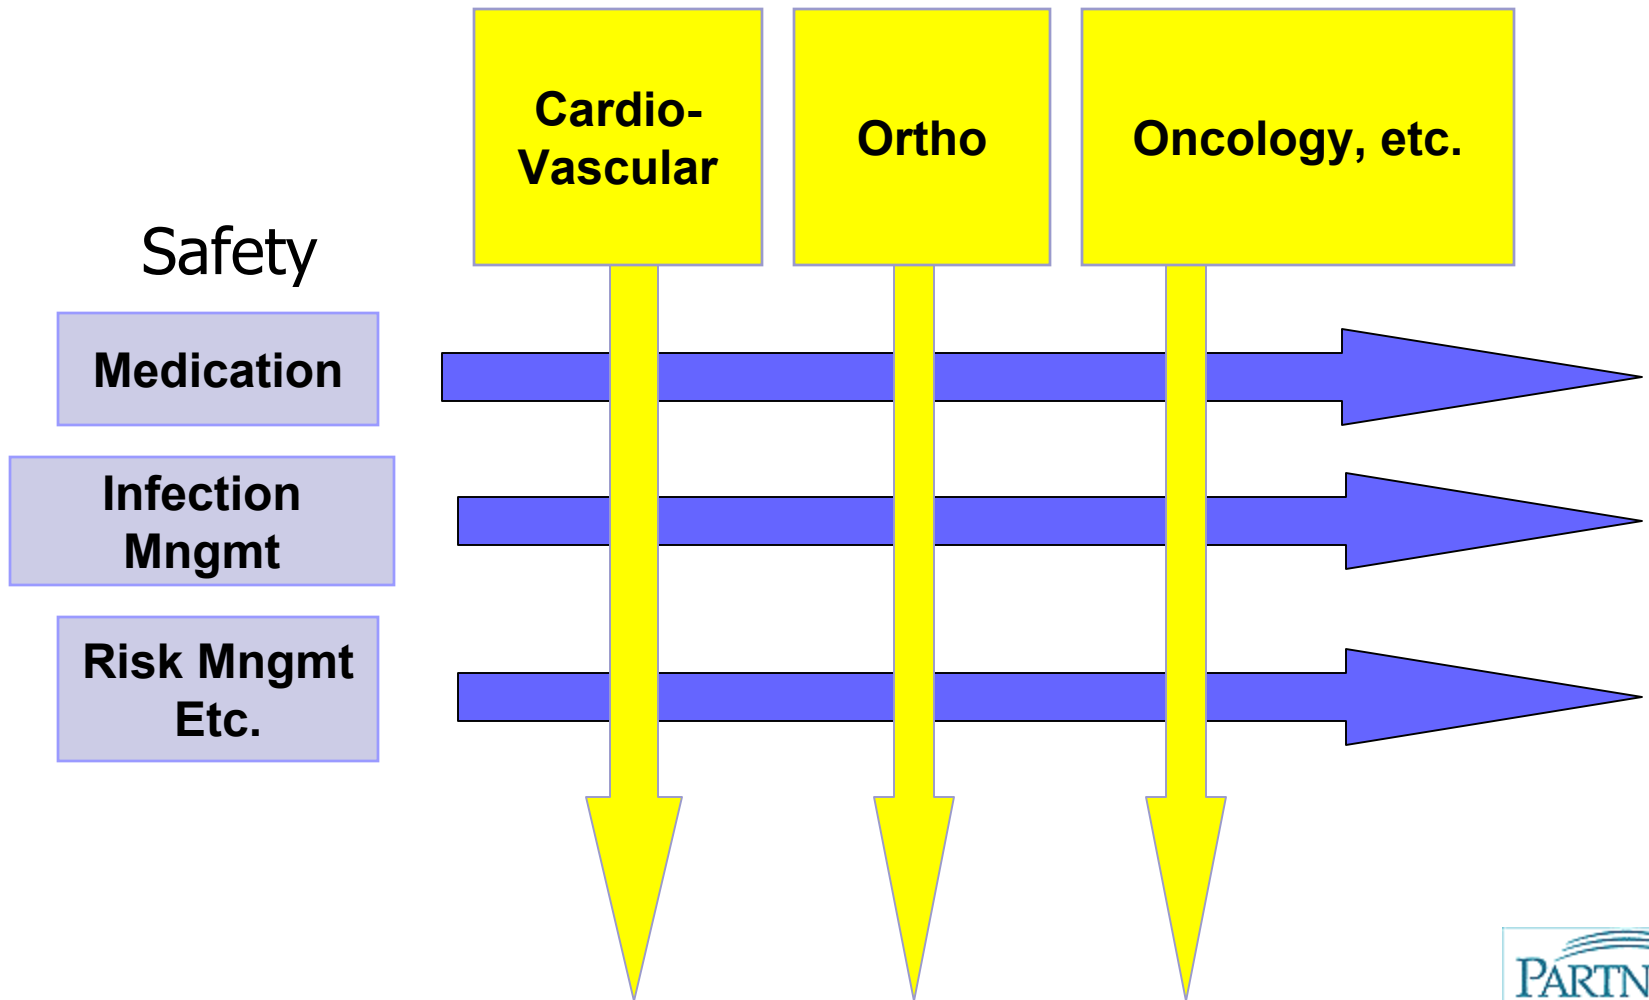 Cardio-
Vascular
Ortho
Oncology, etc.
Safety
Medication
Infection
Mngmt
Risk Mngmt
Etc.
PARTN